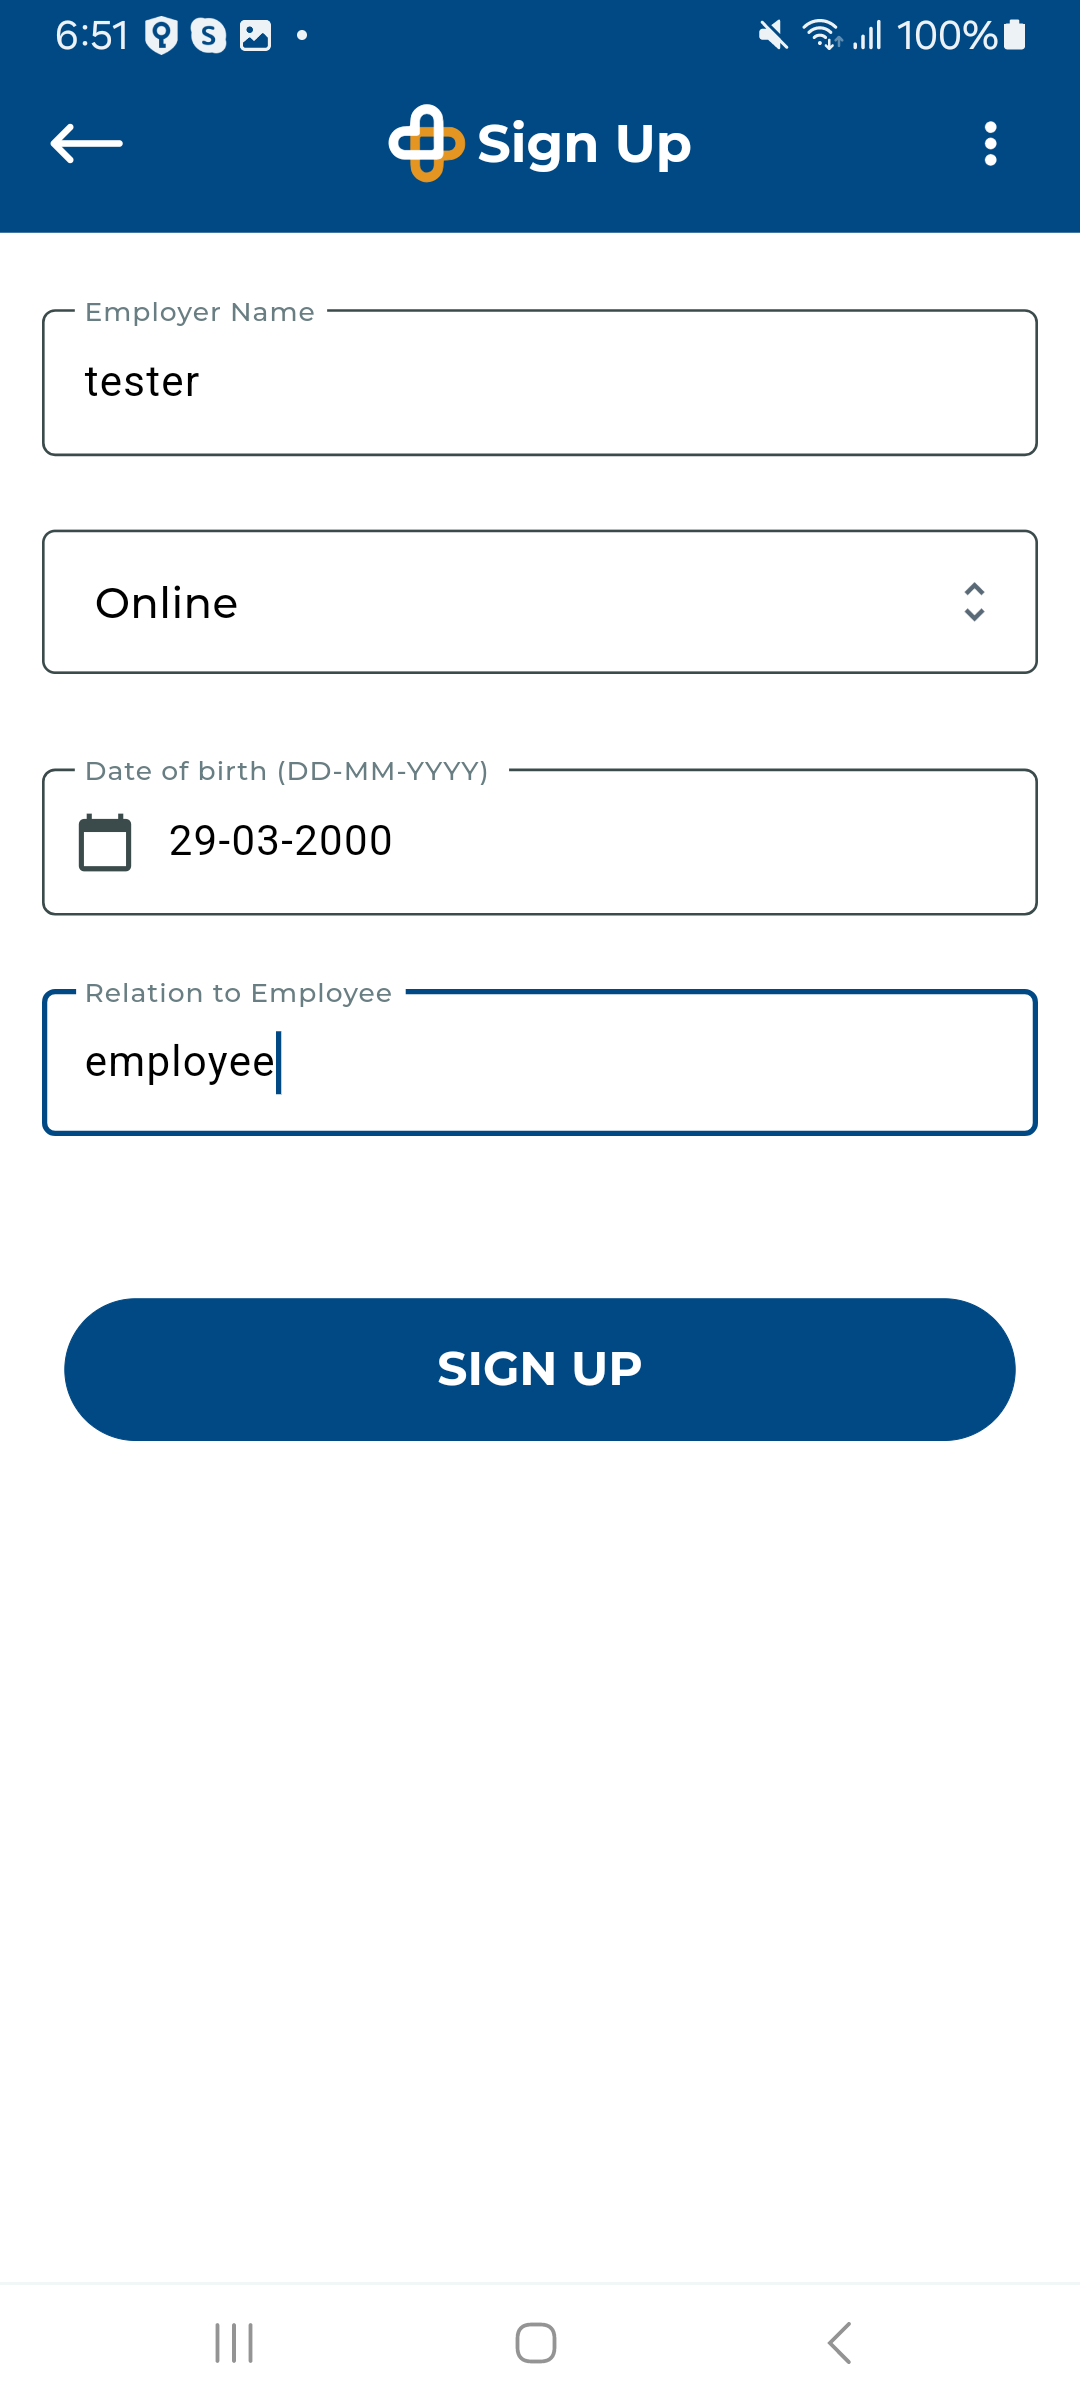 6:51 100%
Sign Up
Employer Name
tester
Online
Date of birth (DD-MM-YYYY)
29-03-2000
Relation to Employee
employee
SIGN UP